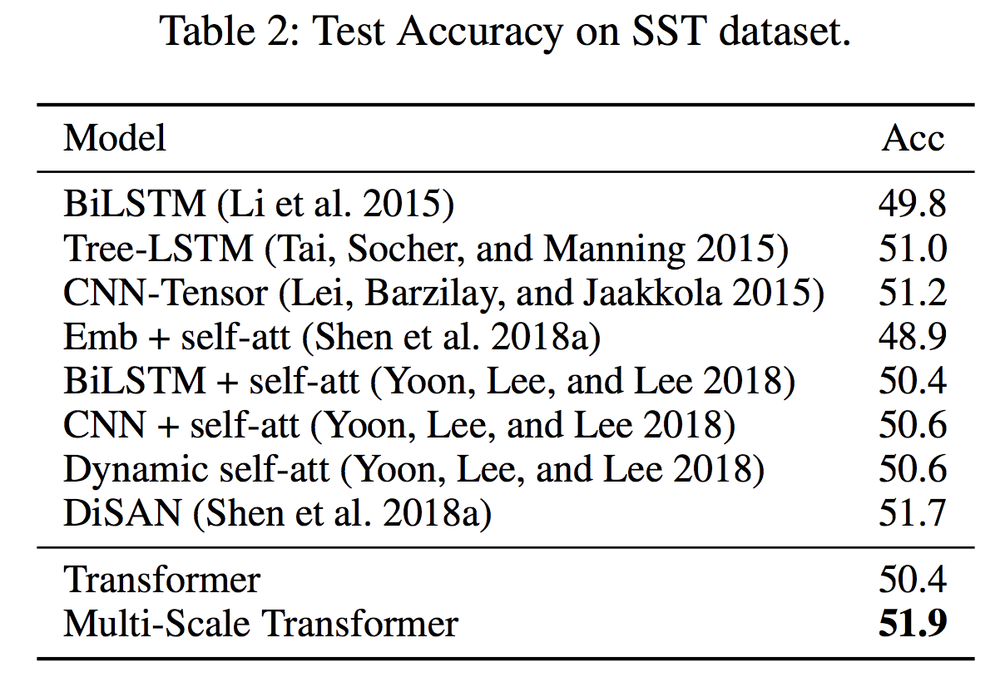 Table 2: Test Accuracy on SST dataset.
Model Acc
BiLSTM (Li et al. 2015) 49.8
Tree-LSTM (Tai, Socher, and Manning 2015) 51.0
CNN-Tensor (Lei, Barzilay, and Jaakkola 2015) 51.2
Emb + self-att (Shen et al. 2018a) 48.9
BiLSTM + self-att (Yoon, Lee, and Lee 2018) 50.4
CNN + self-att (Yoon, Lee, and Lee 2018) 50.6
Dynamic self-att (Yoon, Lee, and Lee 2018) 50.6
DiSAN (Shen et al. 2018a) 51.7
Transformer 50.4
Multi-Scale Transformer 51.9